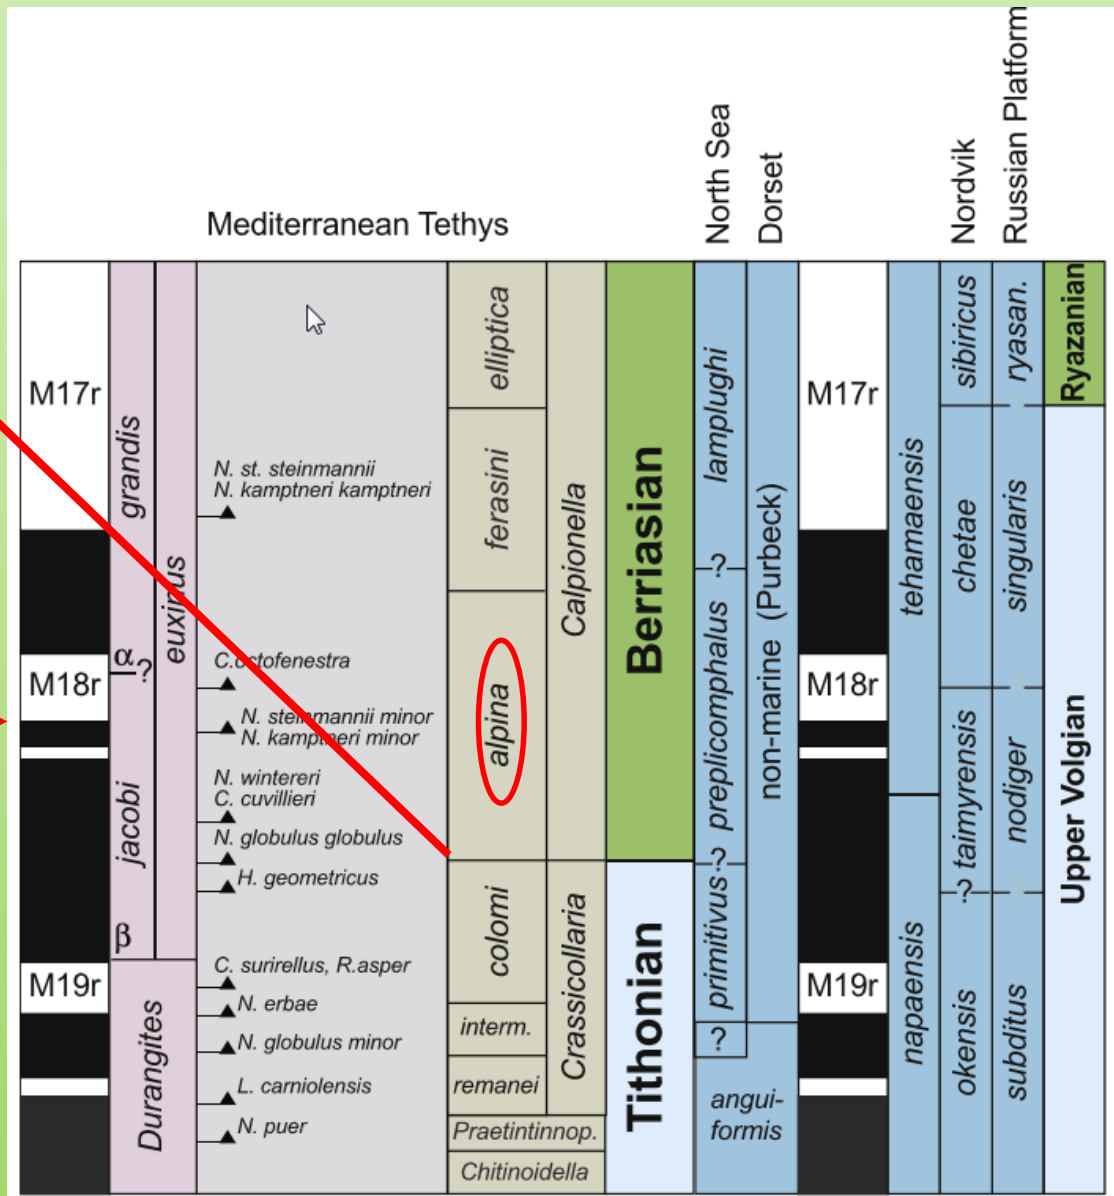 Mediterranean Tethys
North Sea
Dorset
Nordvik
Russian Platform
M17r
M18r
M19r
grandis
α
?
jacobi
β
Durangites
euxinus
N. st. steinmannii
N. kamptneri kamptneri
C.octofenestra
N. steinmannii minor
N. kamptneri minor
N. wintereri
C. cuvillieri
N. globulus globulus
H. geometricus
C. surirellus, R.asper
N. erbae
N. globulus minor
L. carniolensis
N. puer
elliptica
ferasini
alpina
colomi
interm.
remanei
Praetintinnop.
Chitinoidella
Calpionella
Crassicollaria
Berriasian
Tithonian
lamplughi
?
preplicomphalus
?
primitivus
?
angui-
formis
non-marine (Purbeck)
M17r
M18r
M19r
tehamaensis
napaensis
sibiricus
chetae
taimyrensis
?
okensis
ryasan.
?
singularis
?
nodiger
?
subditus
Ryazanian
Upper Volgian